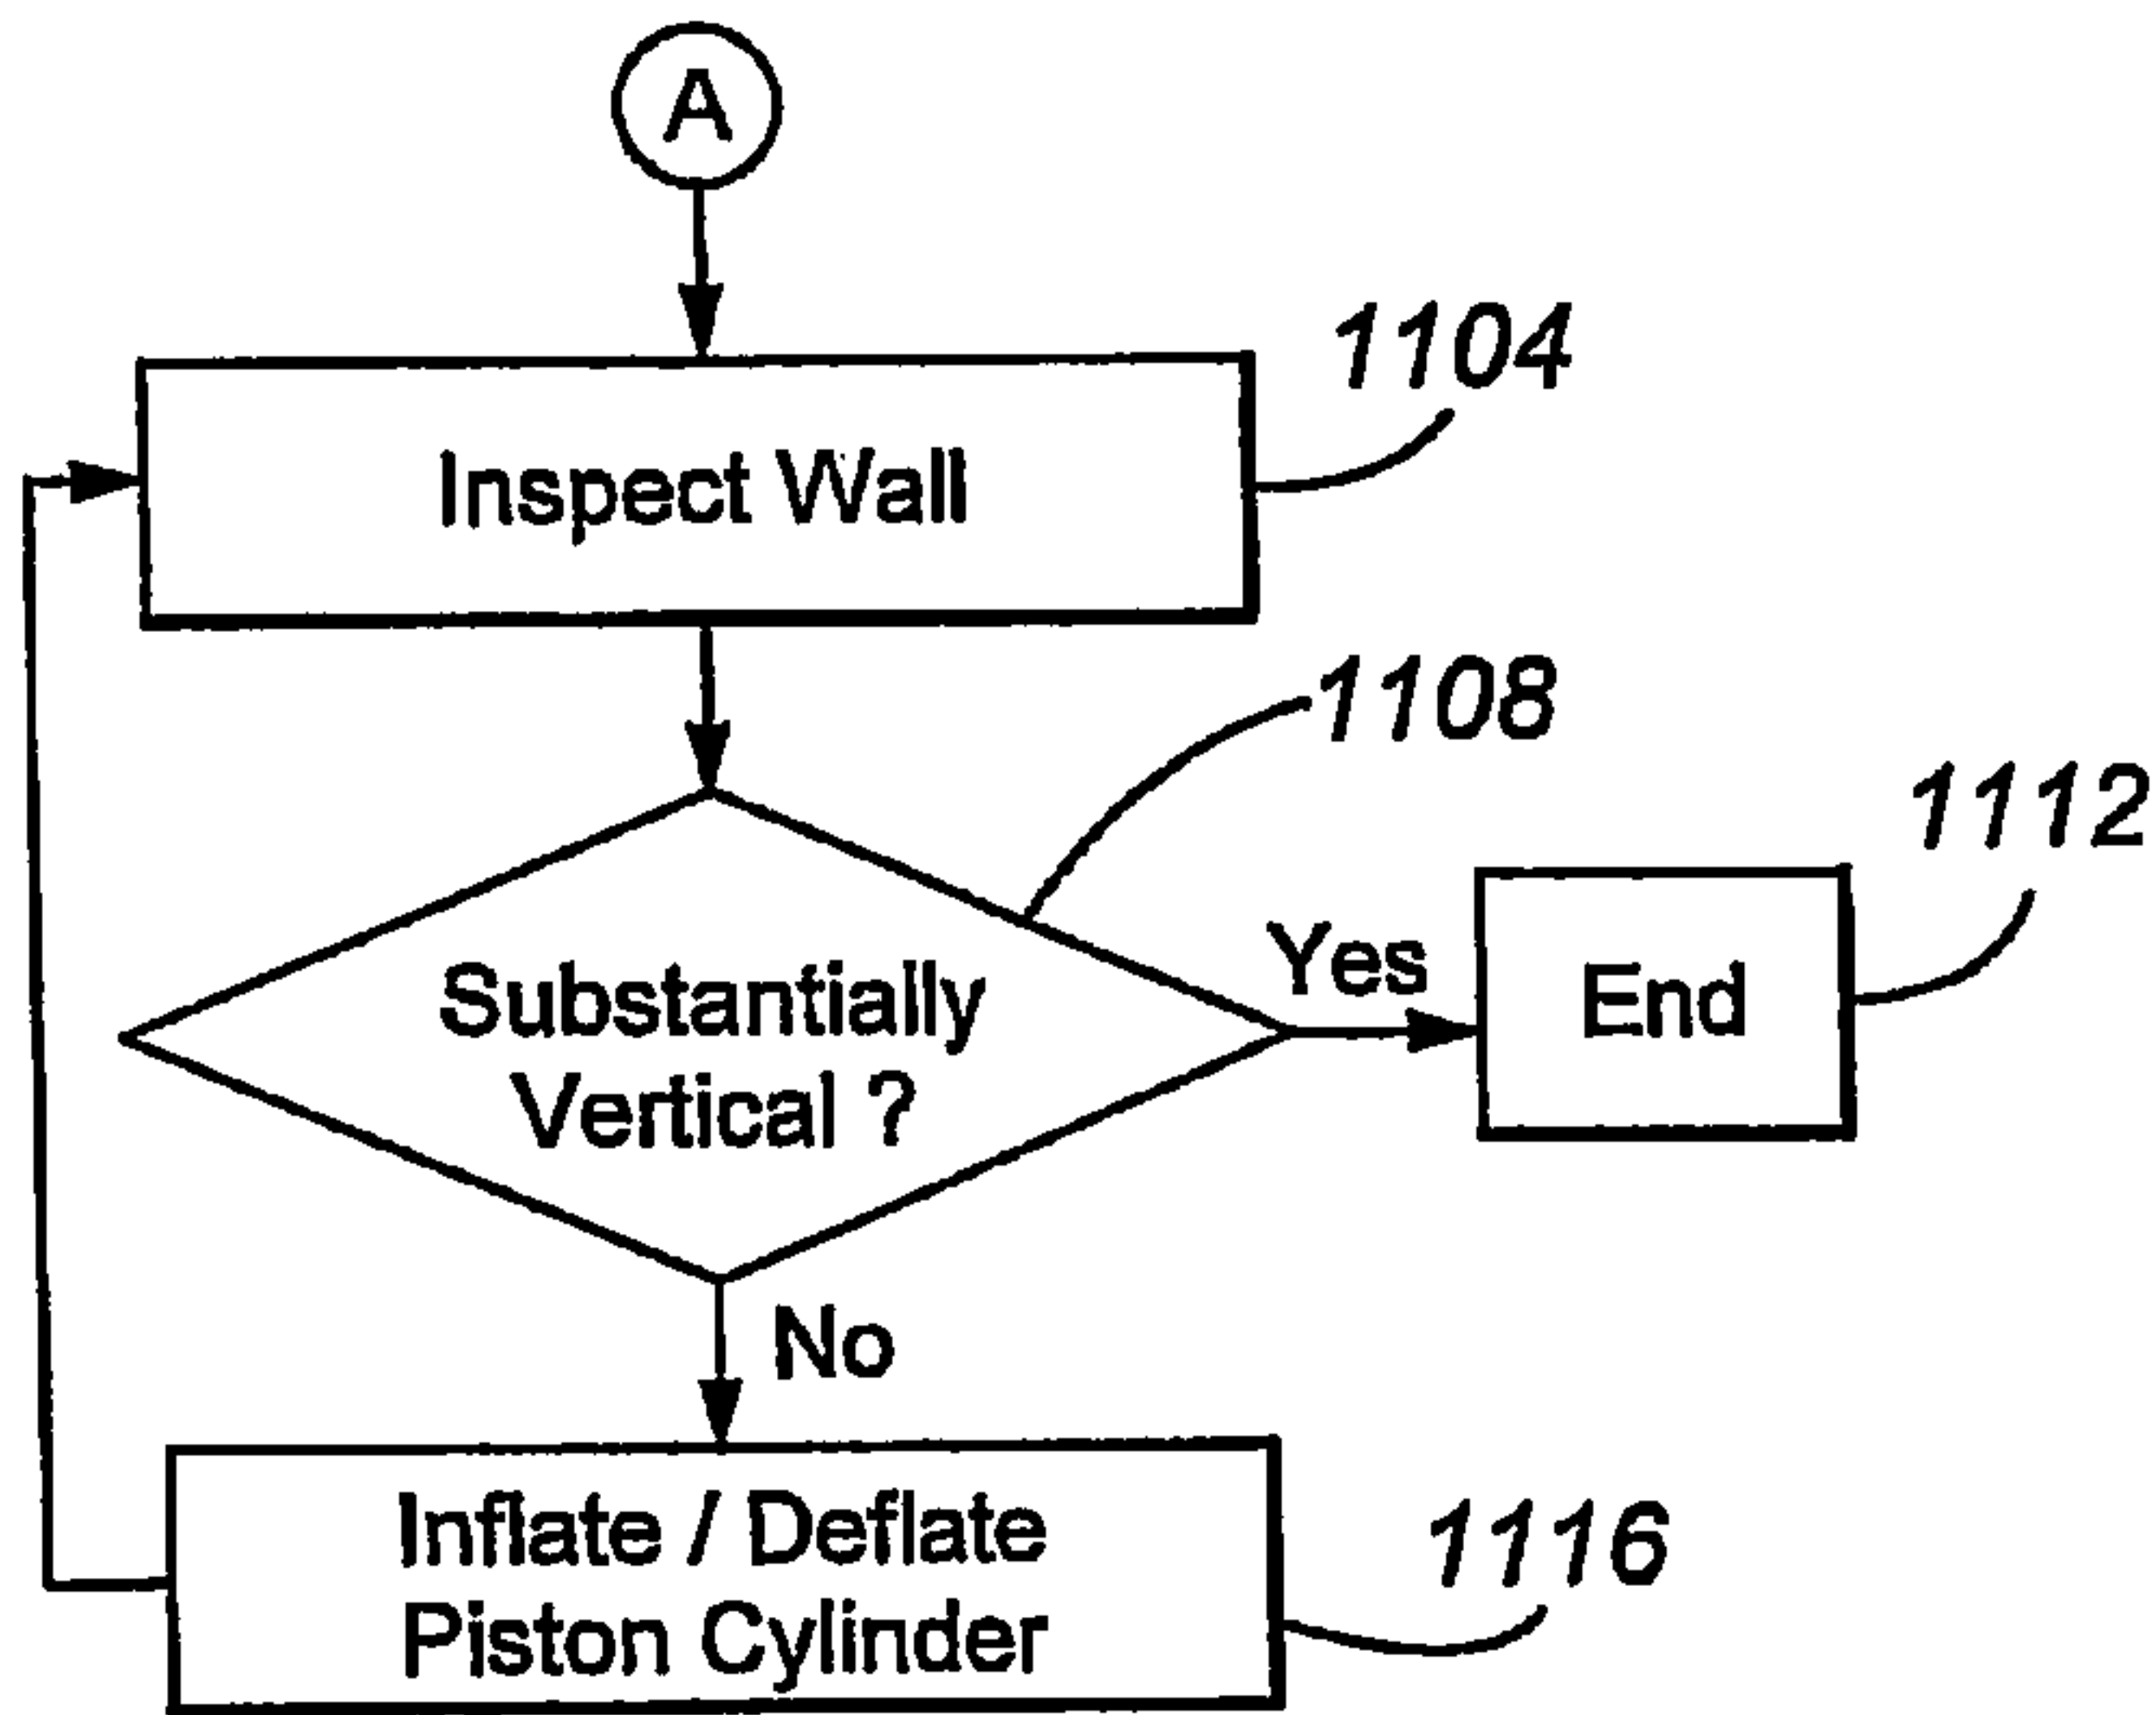 A
1104
Inspect Wall
1108
1112
Substantially
Vertical ?
Yes
End
No
Inflate / Deflate
Piston Cylinder
1116